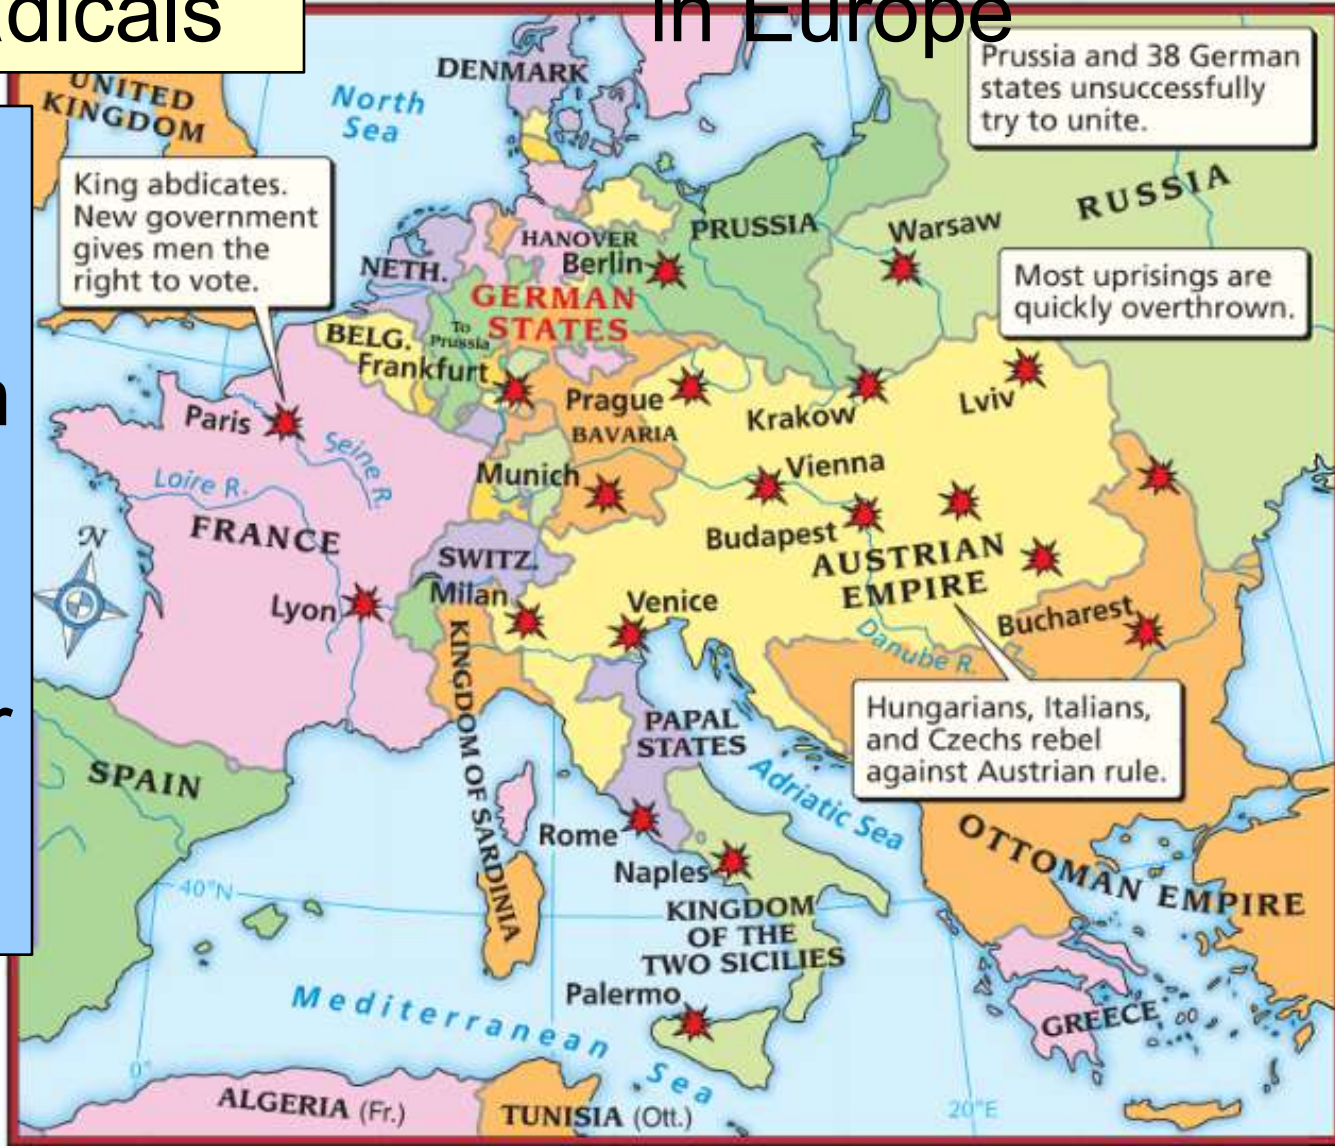 in Europe
DENMARK
UNITED
KINGDOM
North
Sea
Prussia and 38 German
states unsuccessfully
try to unite.
King abdicates.
New government
gives men the
right to vote.
RUSSIA
PRUSSIA
Warsaw
HANOVER
Berlin
NETH.
GERMAN
STATES
Most uprisings are
quickly overthrown.
BELG.
To
Prussia
Frankfurt
Paris
Seine R.
Prague
Krakow
Lviv
BAVARIA
Loire R.
Munich
Vienna
FRANCE
N
Budapest
AUSTRIAN
EMPIRE
SWITZ.
Milan
Venice
Lyon
Bucharest
Danube R.
KINGDOM OF SARDINIA
PAPAL
STATES
Hungarians, Italians,
and Czechs rebel
against Austrian rule.
SPAIN
Adriatic Sea
Rome
Naples
OTTOMAN EMPIRE
40°N
KINGDOM
OF THE
TWO SICILIES
Palermo
Mediterranean
Sea
GREECE
0°
20°E
ALGERIA (Fr.)
TUNISIA (Ott.)